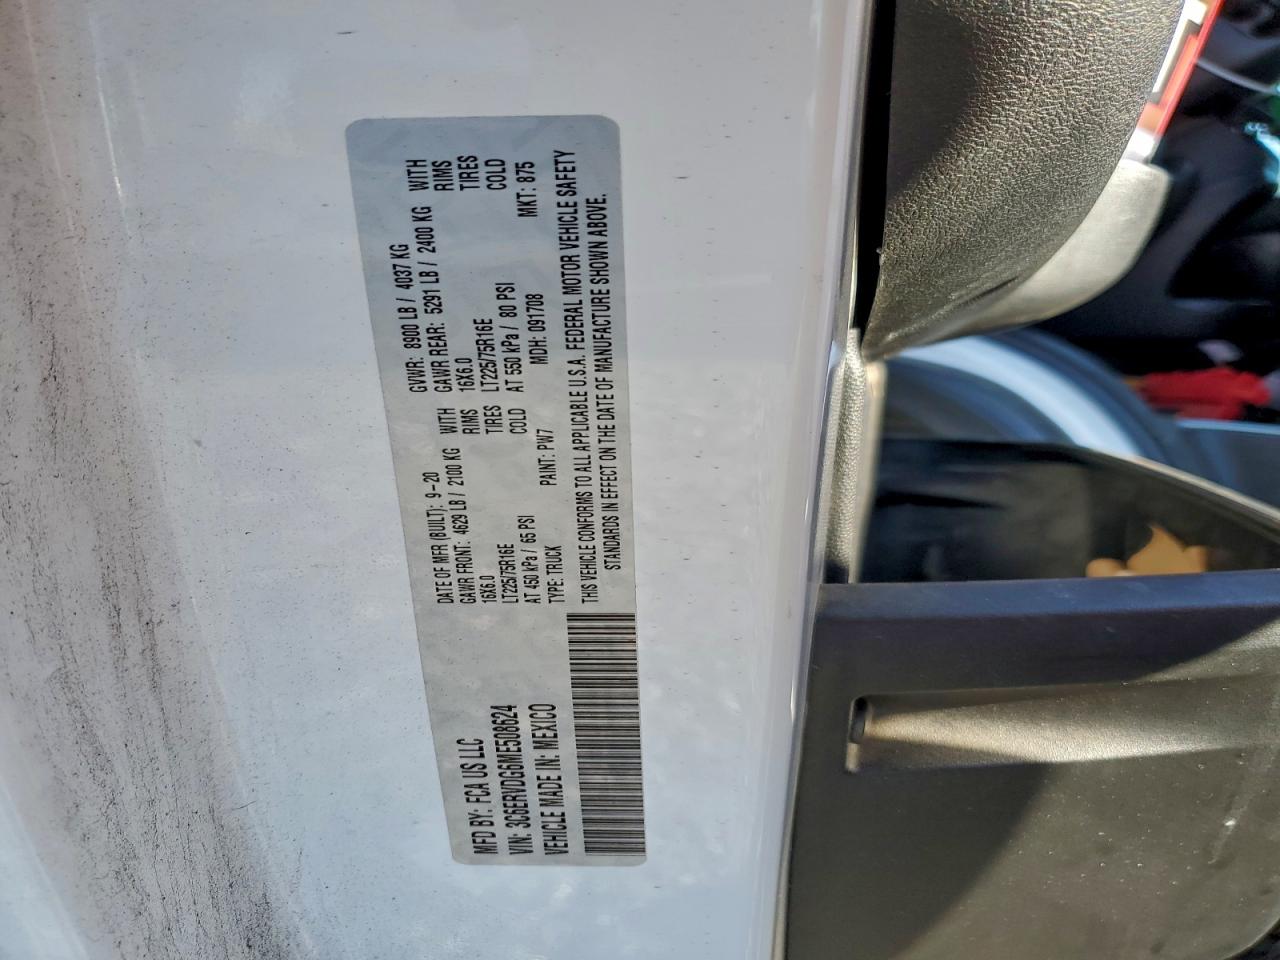 MFD BY: FCA US LLC
DATE OF MFR (BUILT): 9-20
GVWR: 8900 LB / 4037 KG
GAWR FRONT: 4629 LB / 2100 KG WITH
16X6.0 RIMS
LT225/75R16E TIRES
AT 450 kPa / 65 PSI COLD
GAWR REAR: 5291 LB / 2400 KG WITH
16X6.0 RIMS
LT225/75R16E TIRES
AT 550 kPa / 80 PSI COLD
VIN: 3C6ERVDG6ME508624
TYPE: TRUCK PAINT: PW7 MDH: 091708 MKT: 875
VEHICLE MADE IN: MEXICO
THIS VEHICLE CONFORMS TO ALL APPLICABLE U.S.A. FEDERAL MOTOR VEHICLE SAFETY
STANDARDS IN EFFECT ON THE DATE OF MANUFACTURE SHOWN ABOVE.